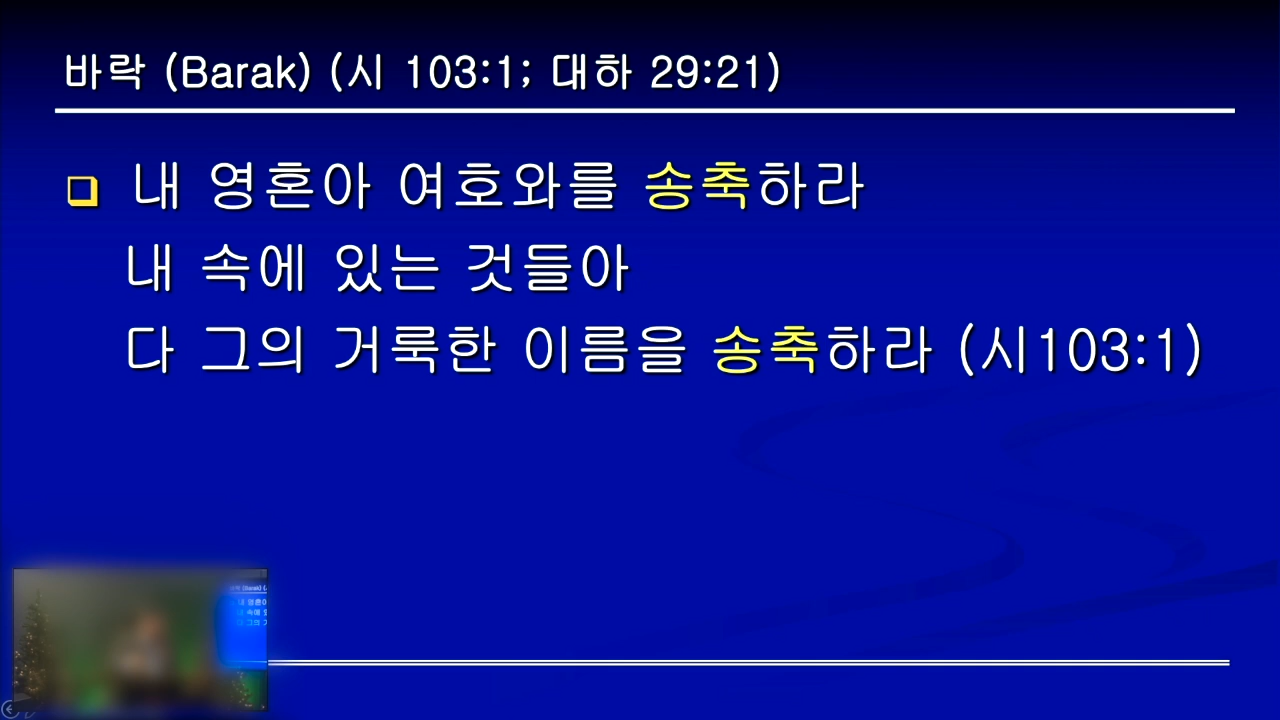 바락 (Barak) (시 103:1; 대하 29:21)
내 영혼아 여호와를 송축하라
내 속에 있는 것들아
다 그의 거룩한 이름을 송축하라 (시103:1)